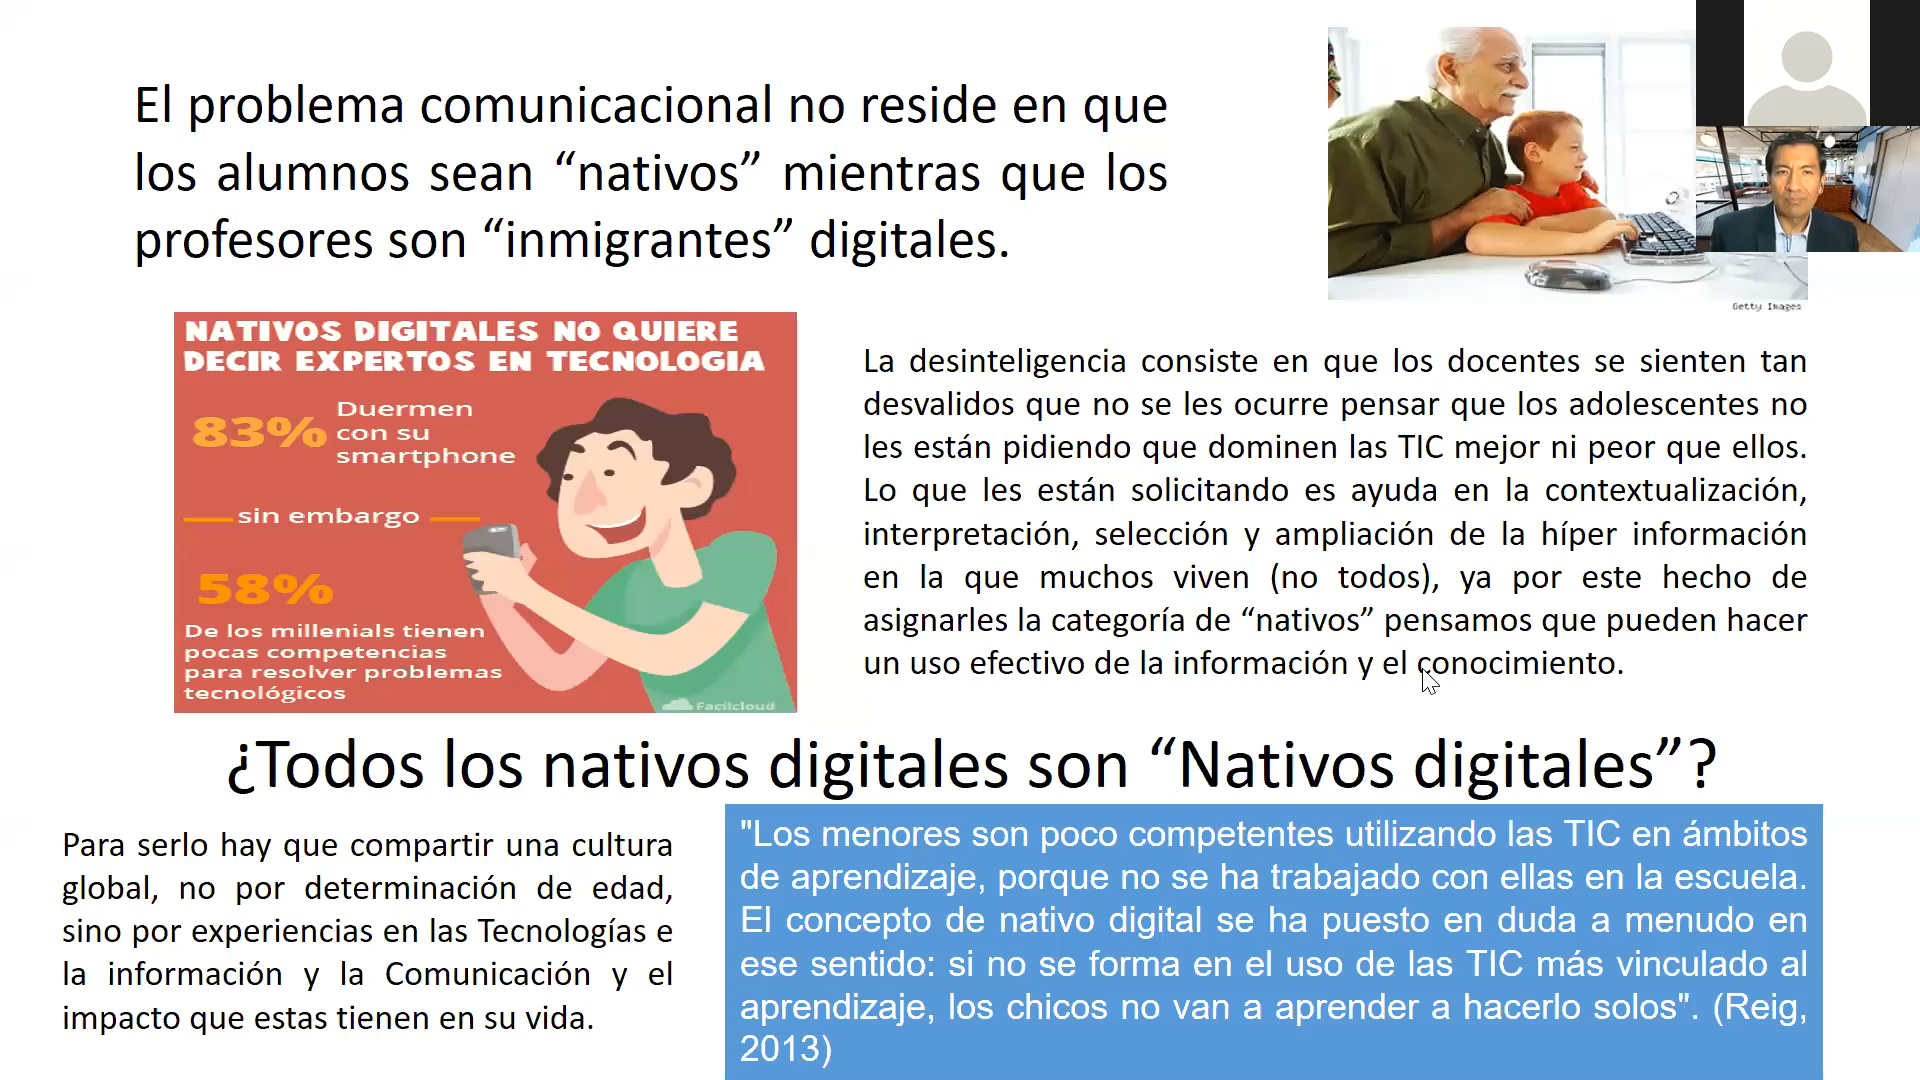 El problema comunicacional no reside en que
los alumnos sean “nativos” mientras que los
profesores son “inmigrantes” digitales.
Getty Images
NATIVOS DIGITALES NO QUIERE
DECIR EXPERTOS EN TECNOLOGIA
83%
Duermen
con su
smartphone
sin embargo
58%
De los millenials tienen
pocas competencias
para resolver problemas
tecnológicos
Facilcloud
La desinteligencia consiste en que los docentes se sienten tan
desvalidos que no se les ocurre pensar que los adolescentes no
les están pidiendo que dominen las TIC mejor ni peor que ellos.
Lo que les están solicitando es ayuda en la contextualización,
interpretación, selección y ampliación de la híper información
en la que muchos viven (no todos), ya por este hecho de
asignarles la categoría de “nativos” pensamos que pueden hacer
un uso efectivo de la información y el conocimiento.
¿Todos los nativos digitales son “Nativos digitales”?
Para serlo hay que compartir una cultura
global, no por determinación de edad,
sino por experiencias en las Tecnologías e
la información y la Comunicación y el
impacto que estas tienen en su vida.
"Los menores son poco competentes utilizando las TIC en ámbitos
de aprendizaje, porque no se ha trabajado con ellas en la escuela.
El concepto de nativo digital se ha puesto en duda a menudo en
ese sentido: si no se forma en el uso de las TIC más vinculado al
aprendizaje, los chicos no van a aprender a hacerlo solos". (Reig,
2013)